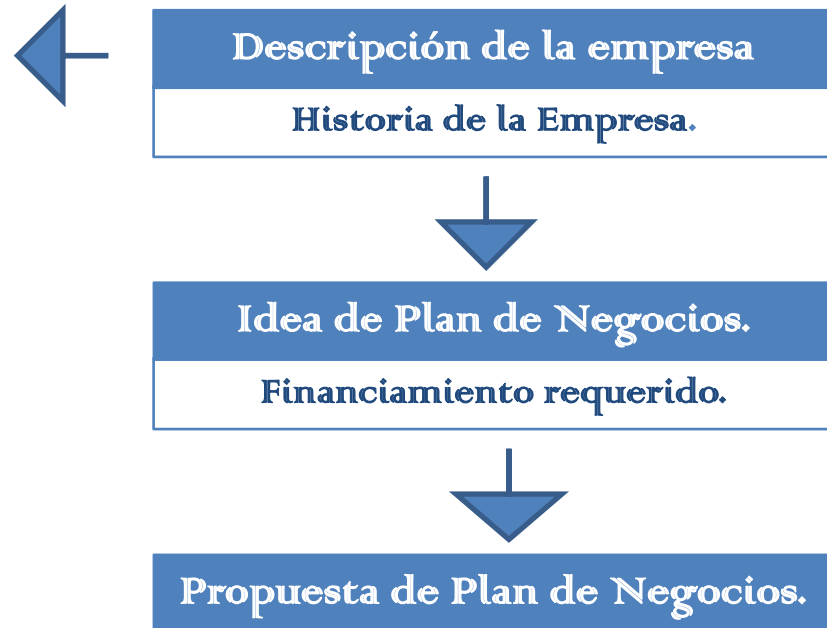 Descripción de la empresa
Historia de la Empresa.
Idea de Plan de Negocios.
Financiamiento requerido.
Propuesta de Plan de Negocios.